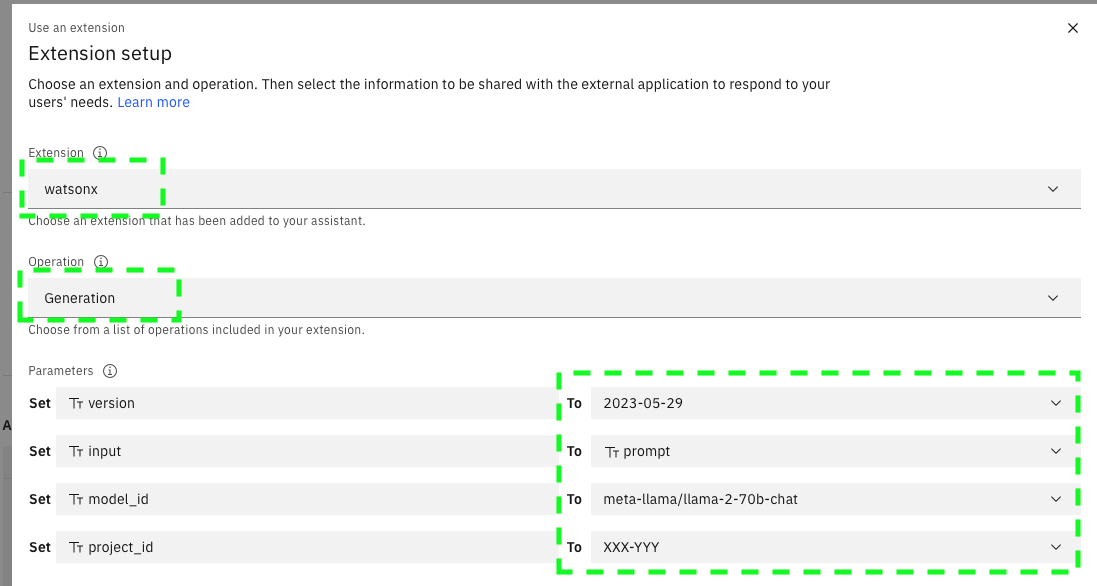 Use an extension
Extension setup
Choose an extension and operation. Then select the information to be shared with the external application to respond to your
users' needs. Learn more
Extension
watsonx
Choose an extension that has been added to your assistant.
Operation
Generation
Choose from a list of operations included in your extension.
Parameters
Set Tт version To 2023-05-29
Set Tт input To Tт prompt
Set Tт model_id To meta-llama/llama-2-70b-chat
Set Tт project_id To XXX-YYY
A